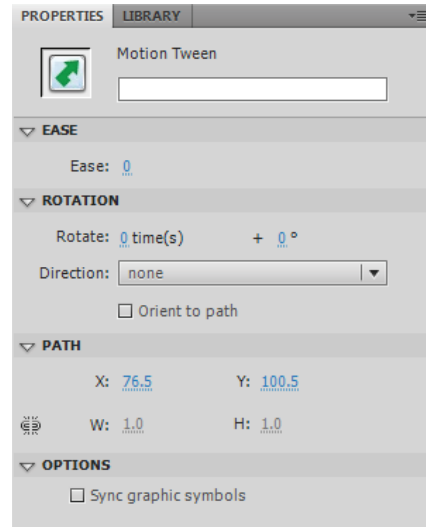 PROPERTIES LIBRARY
Motion Tween
EASE
Ease: 0
ROTATION
Rotate: 0 time(s) + 0 °
Direction: none
Orient to path
PATH
X: 76.5 Y: 100.5
W: 1.0 H: 1.0
OPTIONS
Sync graphic symbols